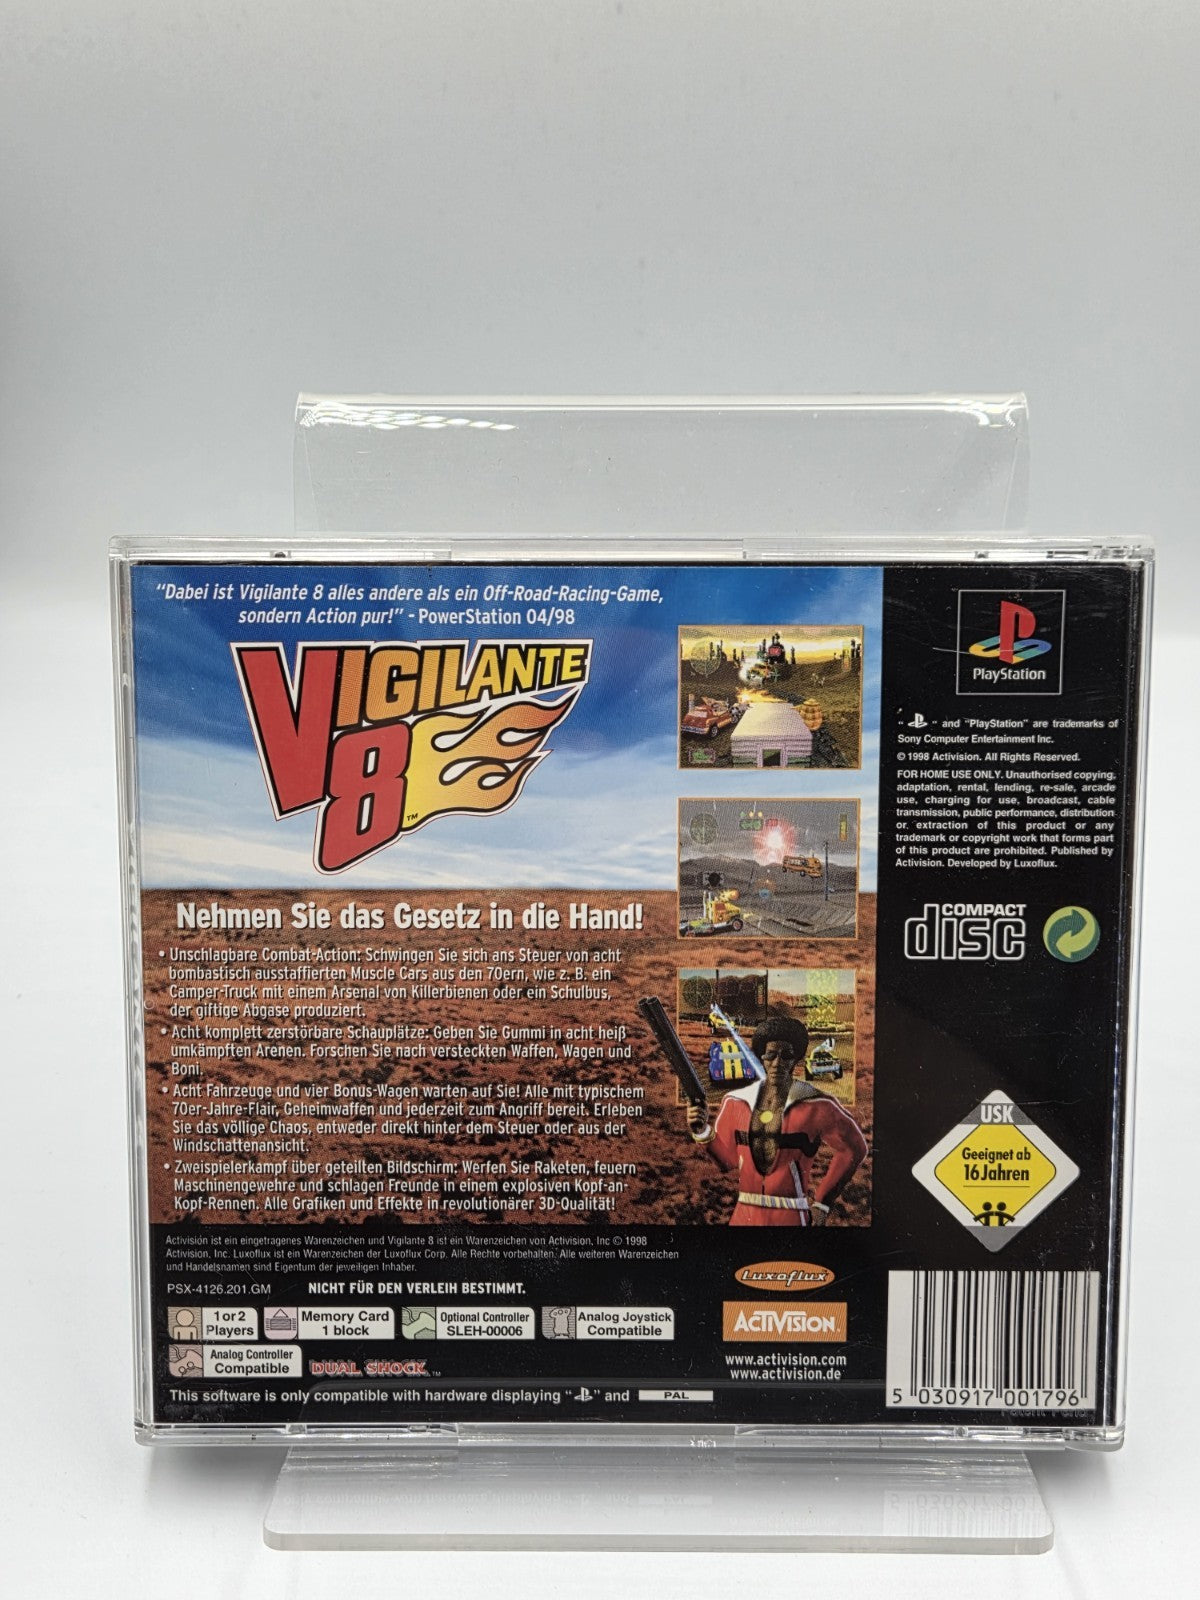 "Dabei ist Vigilante 8 alles andere als ein Off-Road-Racing-Game,
sondern Action pur!" - PowerStation 04/98
VIGILANTE
8™
Nehmen Sie das Gesetz in die Hand!
• Unschlagbare Combat-Action: Schwingen Sie sich ans Steuer von acht
bombastisch ausstaffierten Muscle Cars aus den 70ern, wie z. B. ein
Camper-Truck mit einem Arsenal von Killerbienen oder ein Schulbus,
der giftige Abgase produziert.
• Acht komplett zerstörbare Schauplätze: Geben Sie Gummi in acht heiß
umkämpften Arenen. Forschen Sie nach versteckten Waffen, Wagen und
Boni.
• Acht Fahrzeuge und vier Bonus-Wagen warten auf Sie! Alle mit typischem
70er-Jahre-Flair, Geheimwaffen und jederzeit zum Angriff bereit. Erleben
Sie das völlige Chaos, entweder direkt hinter dem Steuer oder aus der
Windschattenansicht.
• Zweispielerkampf über geteilten Bildschirm: Werfen Sie Raketen, feuern
Maschinengewehre und schlagen Freunde in einem explosiven Kopf-an-
Kopf-Rennen. Alle Grafiken und Effekte in revolutionärer 3D-Qualität!
Activision ist ein eingetragenes Warenzeichen und Vigilante 8 ist ein Warenzeichen von Activision, Inc © 1998
Activision, Inc. Luxoflux ist ein Warenzeichen der Luxoflux Corp. Alle Rechte vorbehalten. Alle weiteren Warenzeichen
und Handelsnamen sind Eigentum der jeweiligen Inhaber.
PSX-4126.201.GM NICHT FÜR DEN VERLEIH BESTIMMT.
1 or 2
Players
Memory Card
1 block
Optional Controller
SLEH-00006
Analog Joystick
Compatible
Analog Controller
Compatible
DUAL SHOCK™
This software is only compatible with hardware displaying " " and PAL
Luxoflux
ACTIVISION
www.activision.com
www.activision.de
PlayStation
" " and "PlayStation" are trademarks of
Sony Computer Entertainment Inc.
© 1998 Activision. All Rights Reserved.
FOR HOME USE ONLY. Unauthorised copying,
adaptation, rental, lending, re-sale, arcade
use, charging for use, broadcast, cable
transmission, public performance, distribution
or extraction of this product or any
trademark or copyright work that forms part
of this product are prohibited. Published by
Activision. Developed by Luxoflux.
COMPACT
disc
USK
Geeignet ab
16 Jahren
5 030917 001796